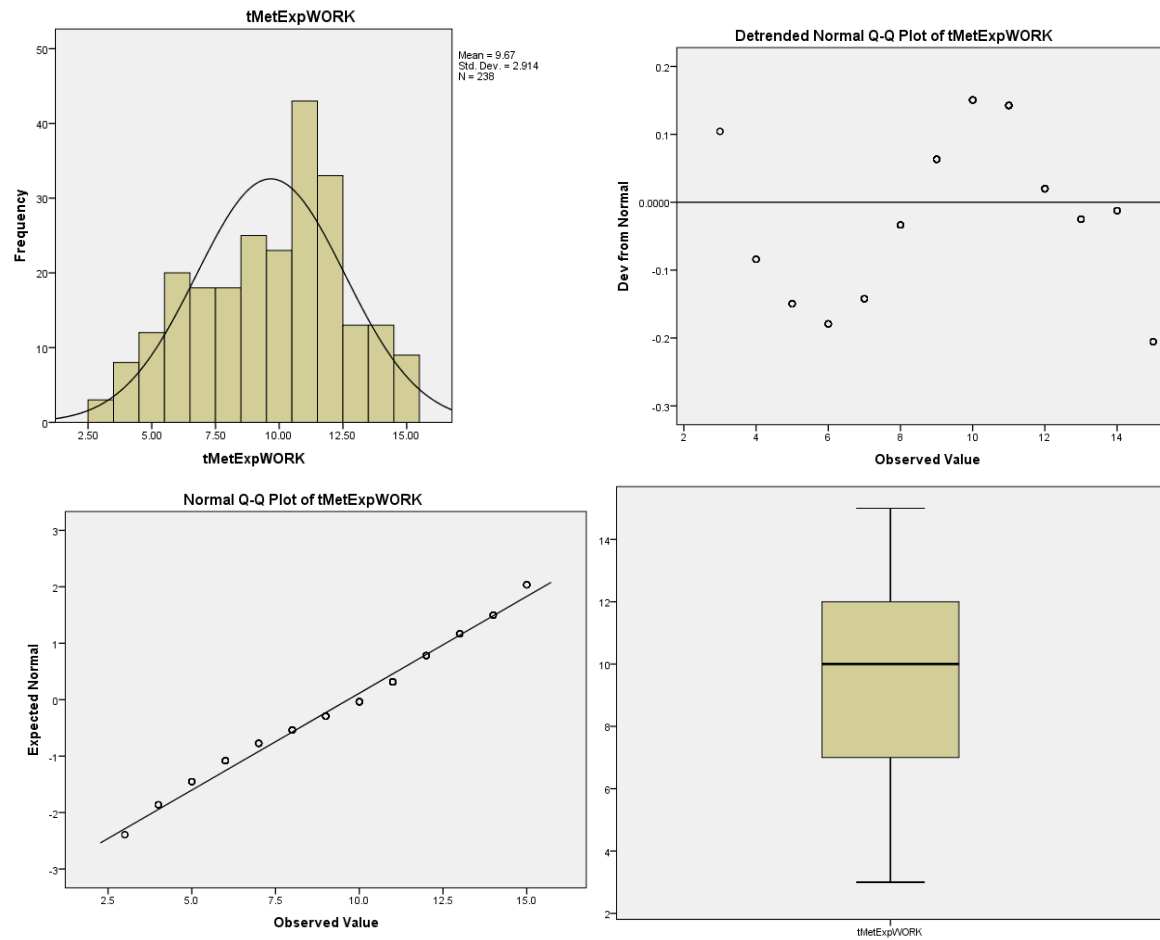 tMetExpWORK
Mean = 9.67
Std. Dev. = 2.914
N = 238
50
40
30
20
10
0
Frequency
2.50 5.00 7.50 10.00 12.50 15.00
tMetExpWORK
Detrended Normal Q-Q Plot of tMetExpWORK
0.2
0.1
0.0000
-0.1
-0.2
-0.3
Dev from Normal
2 4 6 8 10 12 14
Observed Value
Normal Q-Q Plot of tMetExpWORK
3
2
1
0
-1
-2
-3
Expected Normal
2.5 5.0 7.5 10.0 12.5 15.0
Observed Value
14
12
10
8
6
4
2
tMetExpWORK